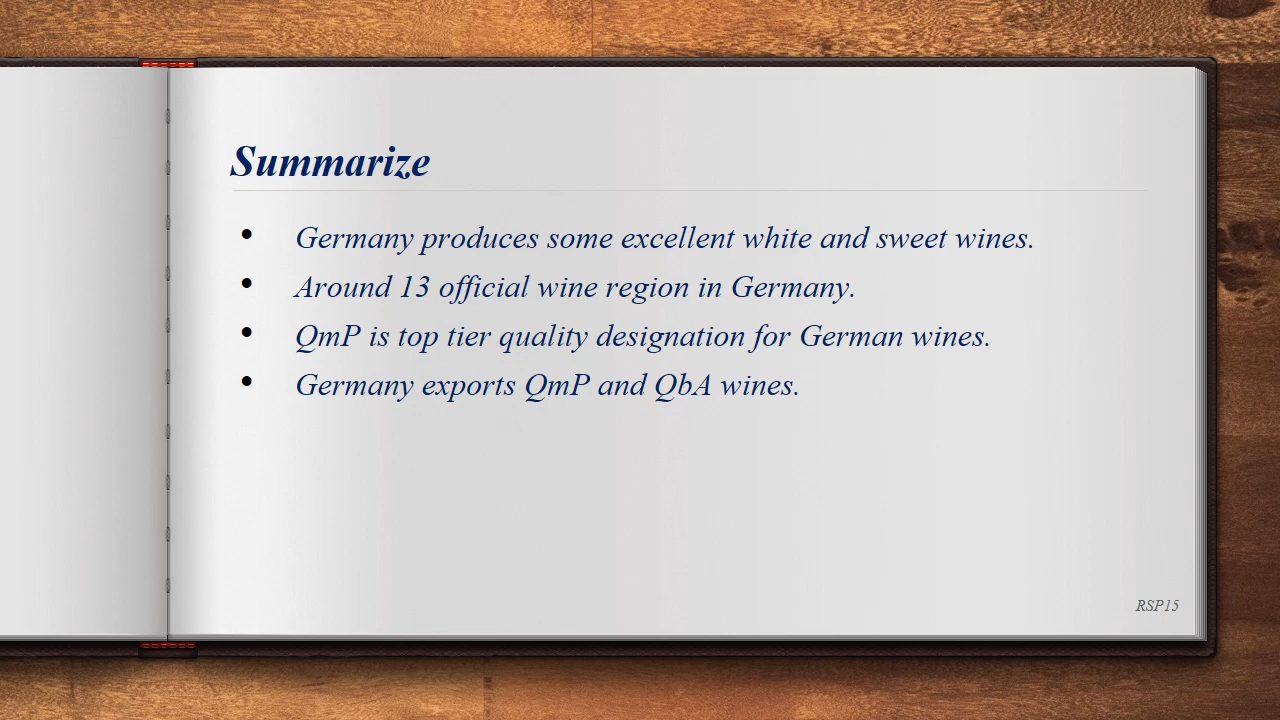 Summarize
• Germany produces some excellent white and sweet wines.
• Around 13 official wine region in Germany.
• QmP is top tier quality designation for German wines.
• Germany exports QmP and QbA wines.
RSP15